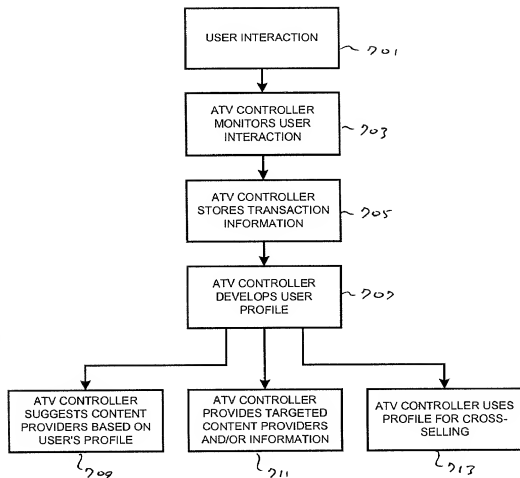 USER INTERACTION
701
ATV CONTROLLER
MONITORS USER
INTERACTION
703
ATV CONTROLLER
STORES TRANSACTION
INFORMATION
705
ATV CONTROLLER
DEVELOPS USER
PROFILE
707
ATV CONTROLLER
SUGGESTS CONTENT
PROVIDERS BASED ON
USER'S PROFILE
709
ATV CONTROLLER
PROVIDES TARGETED
CONTENT PROVIDERS
AND/OR INFORMATION
711
ATV CONTROLLER USES
PROFILE FOR CROSS-
SELLING
713